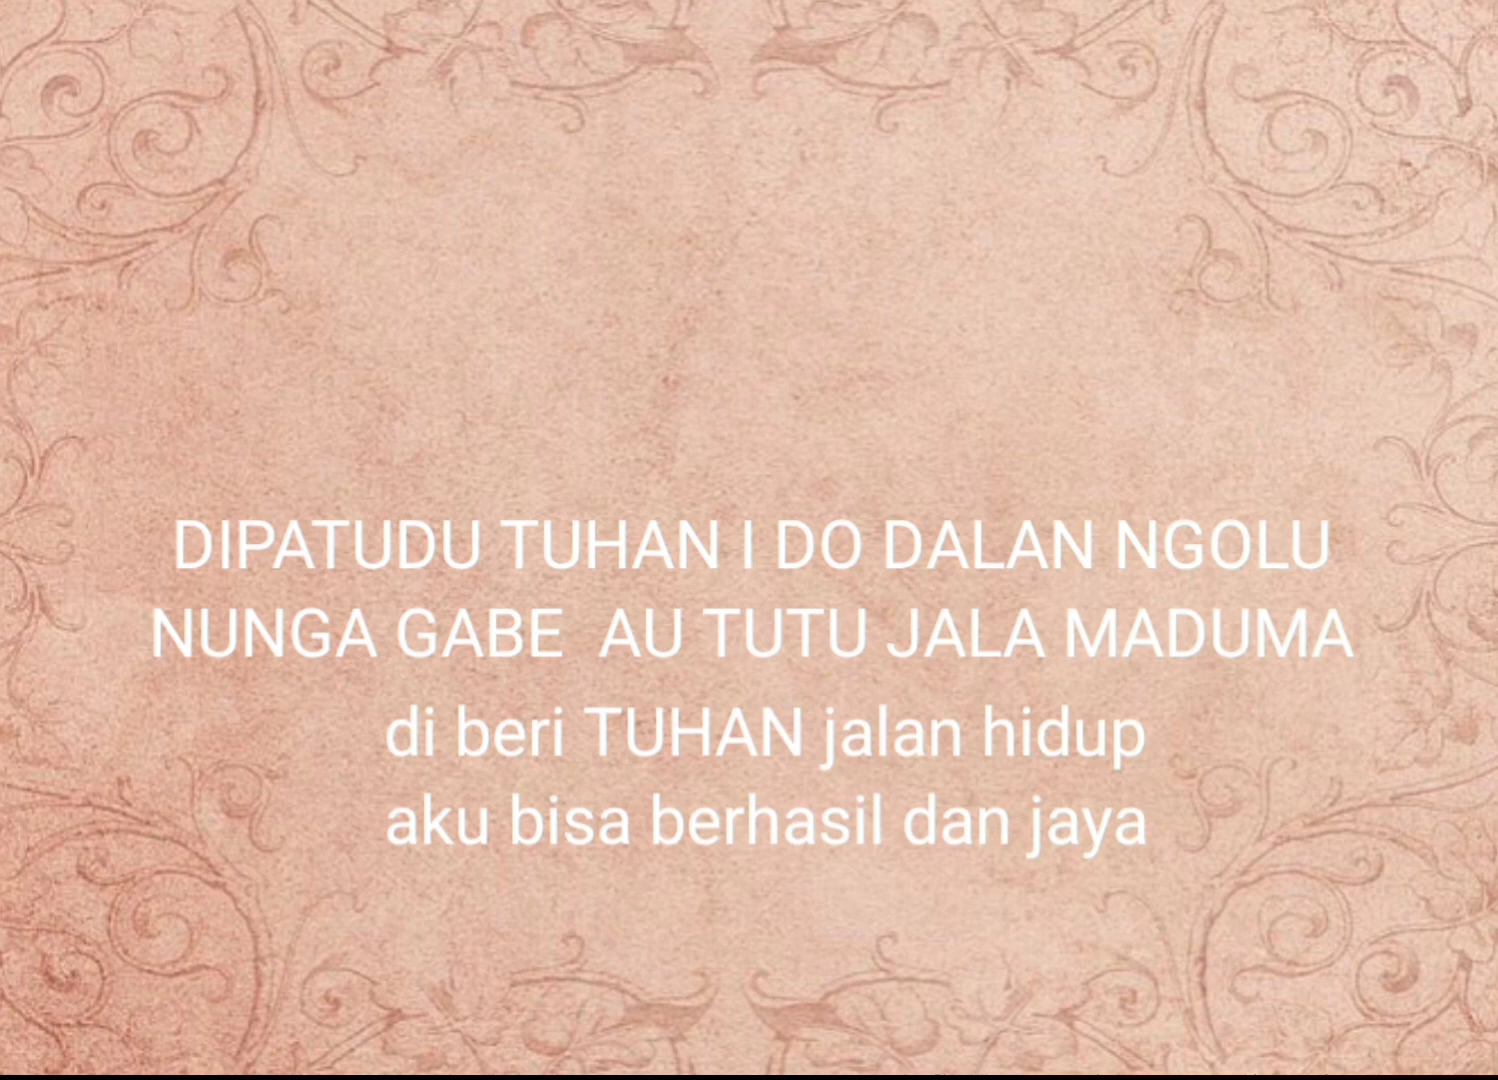 DIPATUDU TUHAN I DO DALAN NGOLU
NUNGA GABE  AU TUTU JALA MADUMA
di beri TUHAN jalan hidup
aku bisa berhasil dan jaya